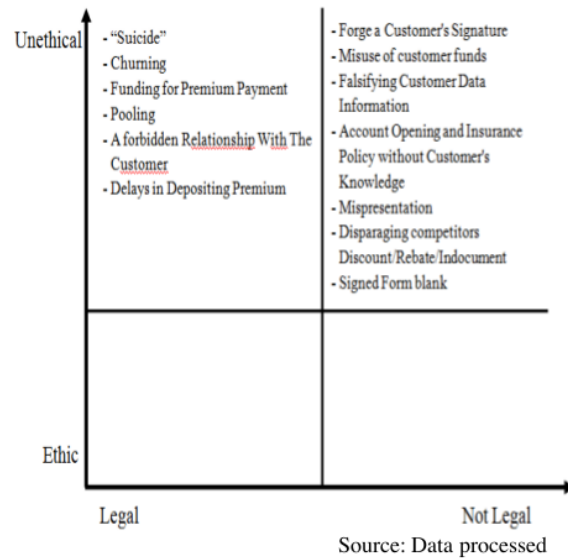 Unethical
- “Suicide”
- Churning
- Funding for Premium Payment
- Pooling
- A forbidden Relationship With The
Customer
- Delays in Depositing Premium
- Forge a Customer's Signature
- Misuse of customer funds
- Falsifying Customer Data
Information
- Account Opening and Insurance
Policy without Customer's
Knowledge
- Mispresentation
- Disparaging competitors
Discount/Rebate/Indocument
- Signed Form blank
Ethic
Legal
Not Legal
Source: Data processed